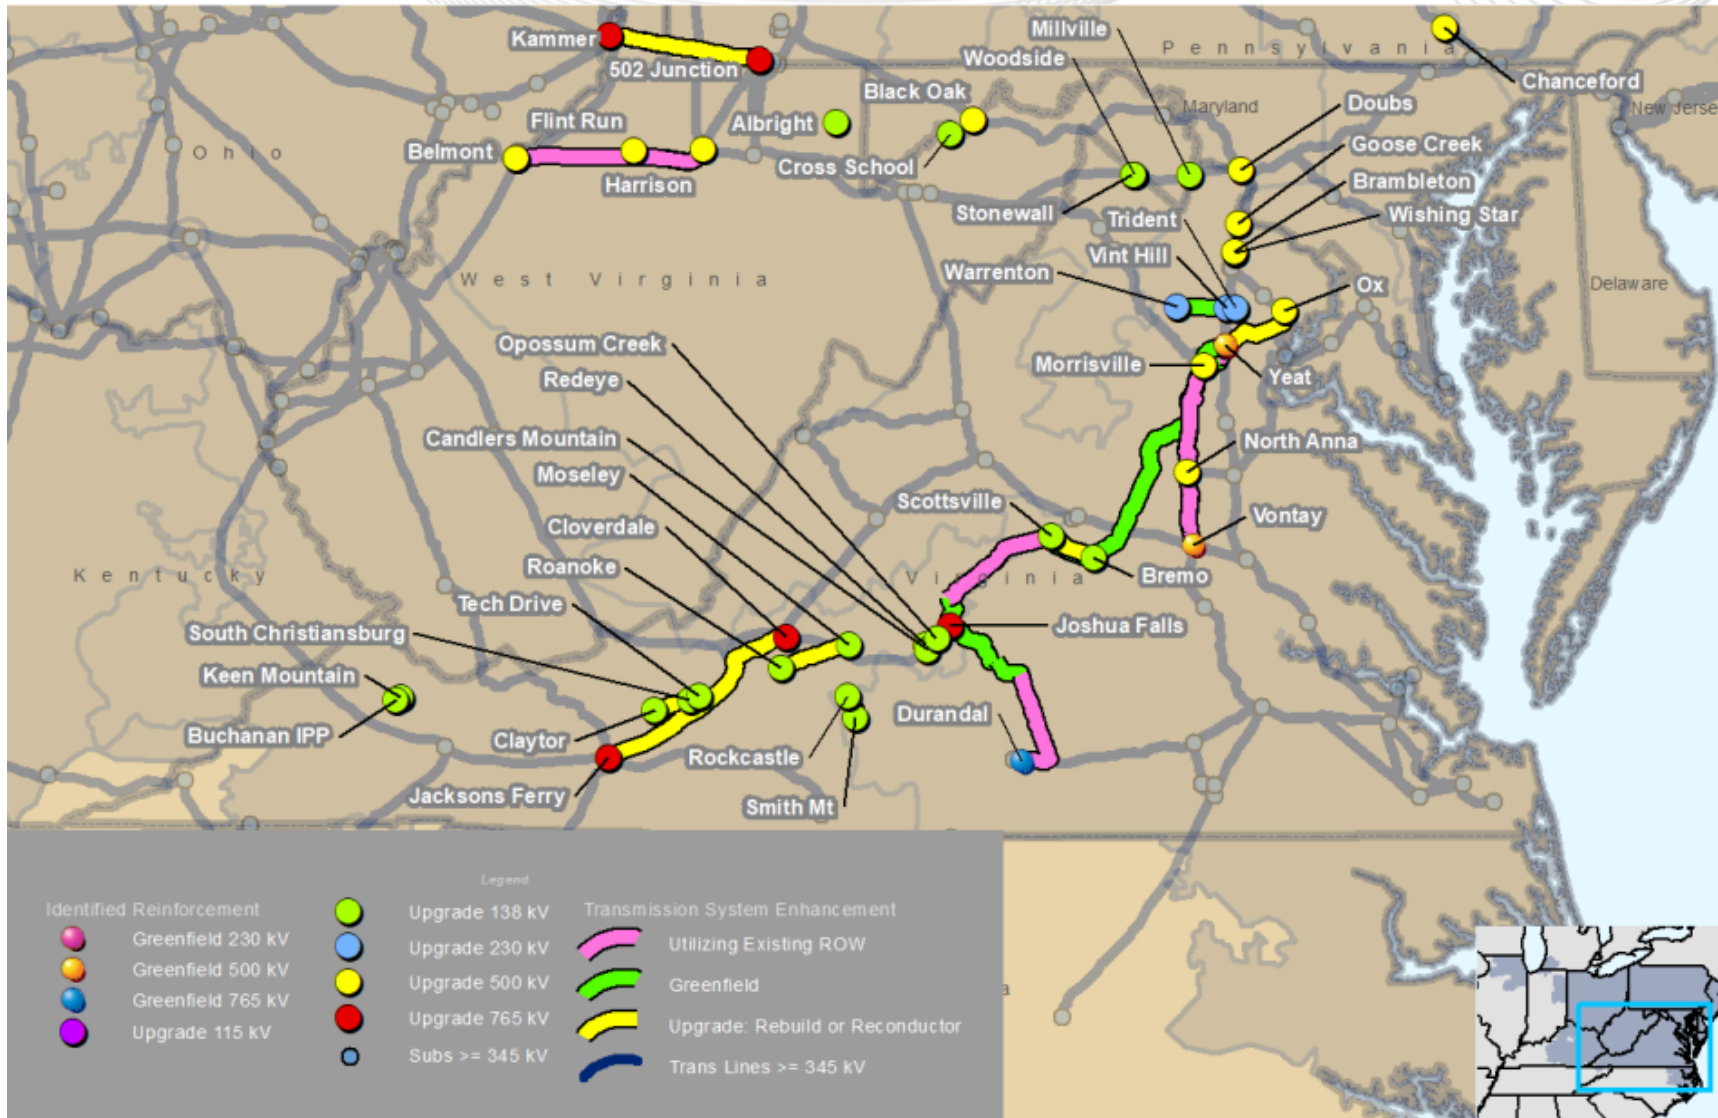 Kammer
502 Junction
Millville
Woodside
Pennsylvania
Chanceford
Black Oak
Maryland
Doubs
New Jerse
Flint Run
Albright
Goose Creek
Ohio
Belmont
Cross School
Brambleton
Harrison
Stonewall
Trident
Wishing Star
Vint Hill
West Virginia
Warrenton
Ox
Delaware
Opossum Creek
Morrisville
Yeat
Redeye
Candlers Mountain
North Anna
Moseley
Scottsville
Vontay
Cloverdale
Roanoke
Kentucky
Virginia
Bremo
Tech Drive
South Christiansburg
Joshua Falls
Keen Mountain
Durandal
Buchanan IPP
Claytor
Rockcastle
Jacksons Ferry
Smith Mt
Legend
Identified Reinforcement
Greenfield 230 kV
Greenfield 500 kV
Greenfield 765 kV
Upgrade 115 kV
Upgrade 138 kV
Upgrade 230 kV
Upgrade 500 kV
Upgrade 765 kV
Subs >= 345 kV
Transmission System Enhancement
Utilizing Existing ROW
Greenfield
Upgrade: Rebuild or Reconductor
Trans Lines >= 345 kV
a